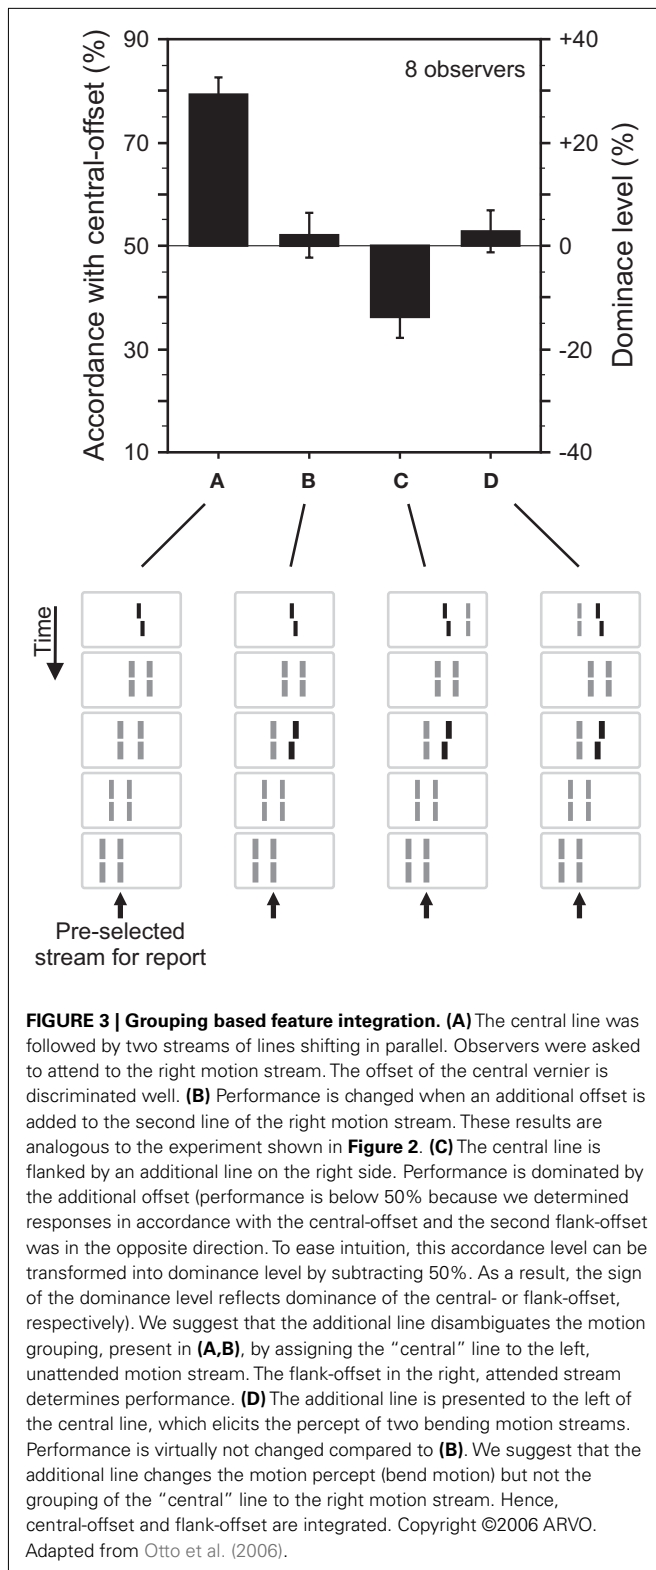 90
+40
Accordance with central-offset (%)
8 observers
Dominace level (%)
70
+20
50
0
30
-20
10
-40
A B C D
Time
Pre-selected
stream for report
FIGURE 3 | Grouping based feature integration. (A) The central line was
followed by two streams of lines shifting in parallel. Observers were asked
to attend to the right motion stream. The offset of the central vernier is
discriminated well. (B) Performance is changed when an additional offset is
added to the second line of the right motion stream. These results are
analogous to the experiment shown in Figure 2. (C) The central line is
flanked by an additional line on the right side. Performance is dominated by
the additional offset (performance is below 50% because we determined
responses in accordance with the central-offset and the second flank-offset
was in the opposite direction. To ease intuition, this accordance level can be
transformed into dominance level by subtracting 50%. As a result, the sign
of the dominance level reflects dominance of the central- or flank-offset,
respectively). We suggest that the additional line disambiguates the motion
grouping, present in (A,B), by assigning the “central” line to the left,
unattended motion stream. The flank-offset in the right, attended stream
determines performance. (D) The additional line is presented to the left of
the central line, which elicits the percept of two bending motion streams.
Performance is virtually not changed compared to (B). We suggest that the
additional line changes the motion percept (bend motion) but not the
grouping of the “central” line to the right motion stream. Hence,
central-offset and flank-offset are integrated. Copyright ©2006 ARVO.
Adapted from Otto et al. (2006).